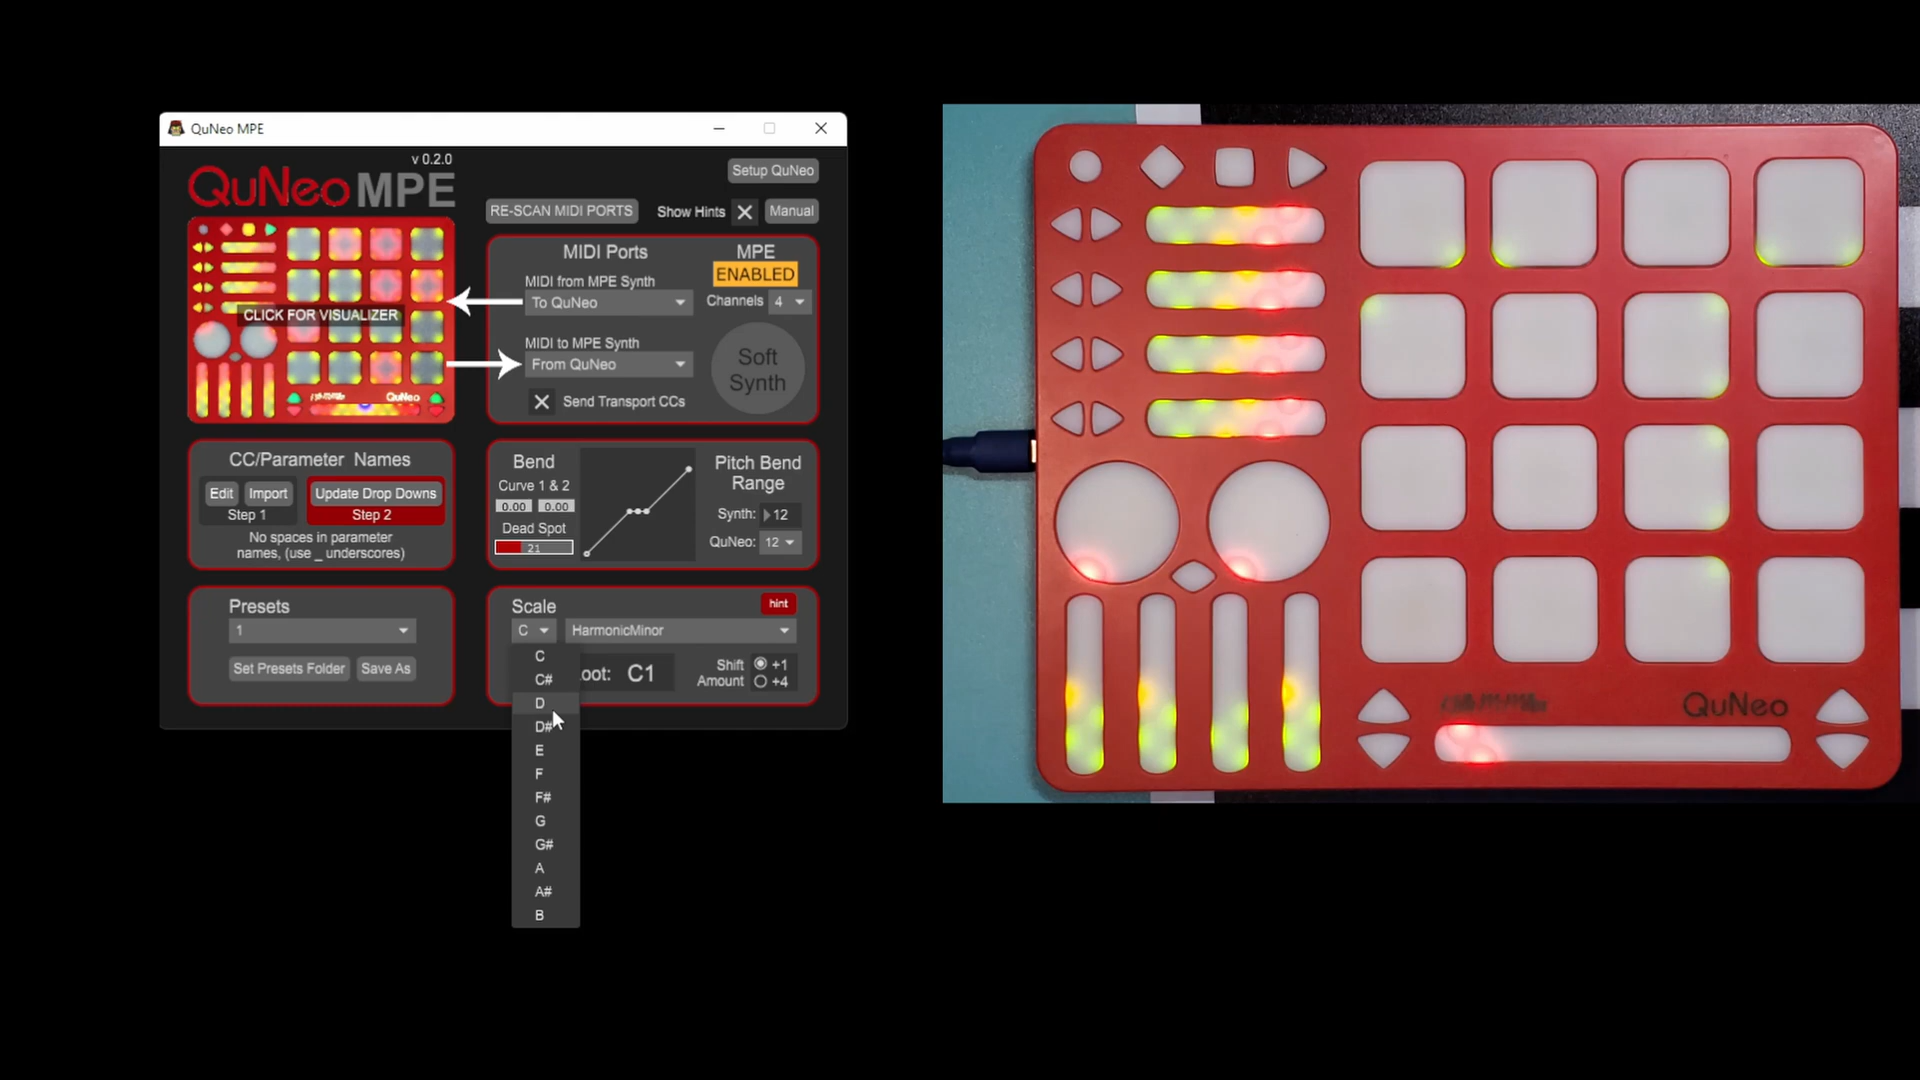 QuNeo MPE
v 0.2.0
QuNeo MPE
Setup QuNeo
RE-SCAN MIDI PORTS
Show Hints
Manual
CLICK FOR VISUALIZER
QuNeo
MIDI Ports
MPE
ENABLED
MIDI from MPE Synth
To QuNeo
Channels 4
MIDI to MPE Synth
From QuNeo
Soft
Synth
Send Transport CCs
CC/Parameter Names
Edit
Import
Update Drop Downs
Step 1
Step 2
No spaces in parameter
names, (use _ underscores)
Bend
Curve 1 & 2
0.00 0.00
Dead Spot
21
Pitch Bend
Range
Synth: 12
QuNeo: 12
Presets
1
Set Presets Folder
Save As
Scale
hint
C
HarmonicMinor
oot: C1
Shift
Amount
+1
+4
C
C#
D
D#
E
F
F#
G
G#
A
A#
B
QuNeo